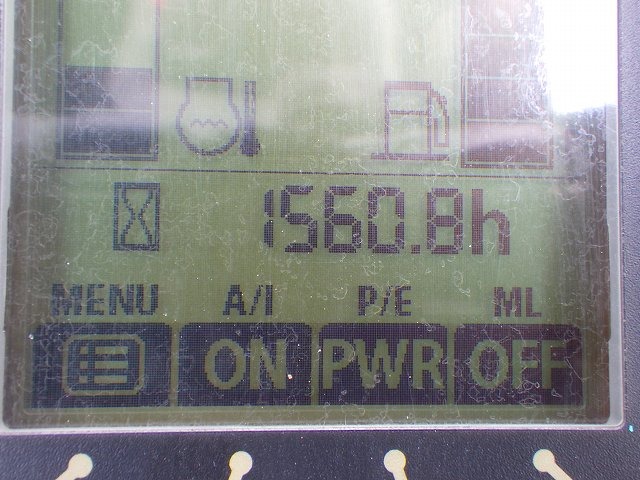 1560.8h
MENU A/I P/E ML
ON PWR OFF